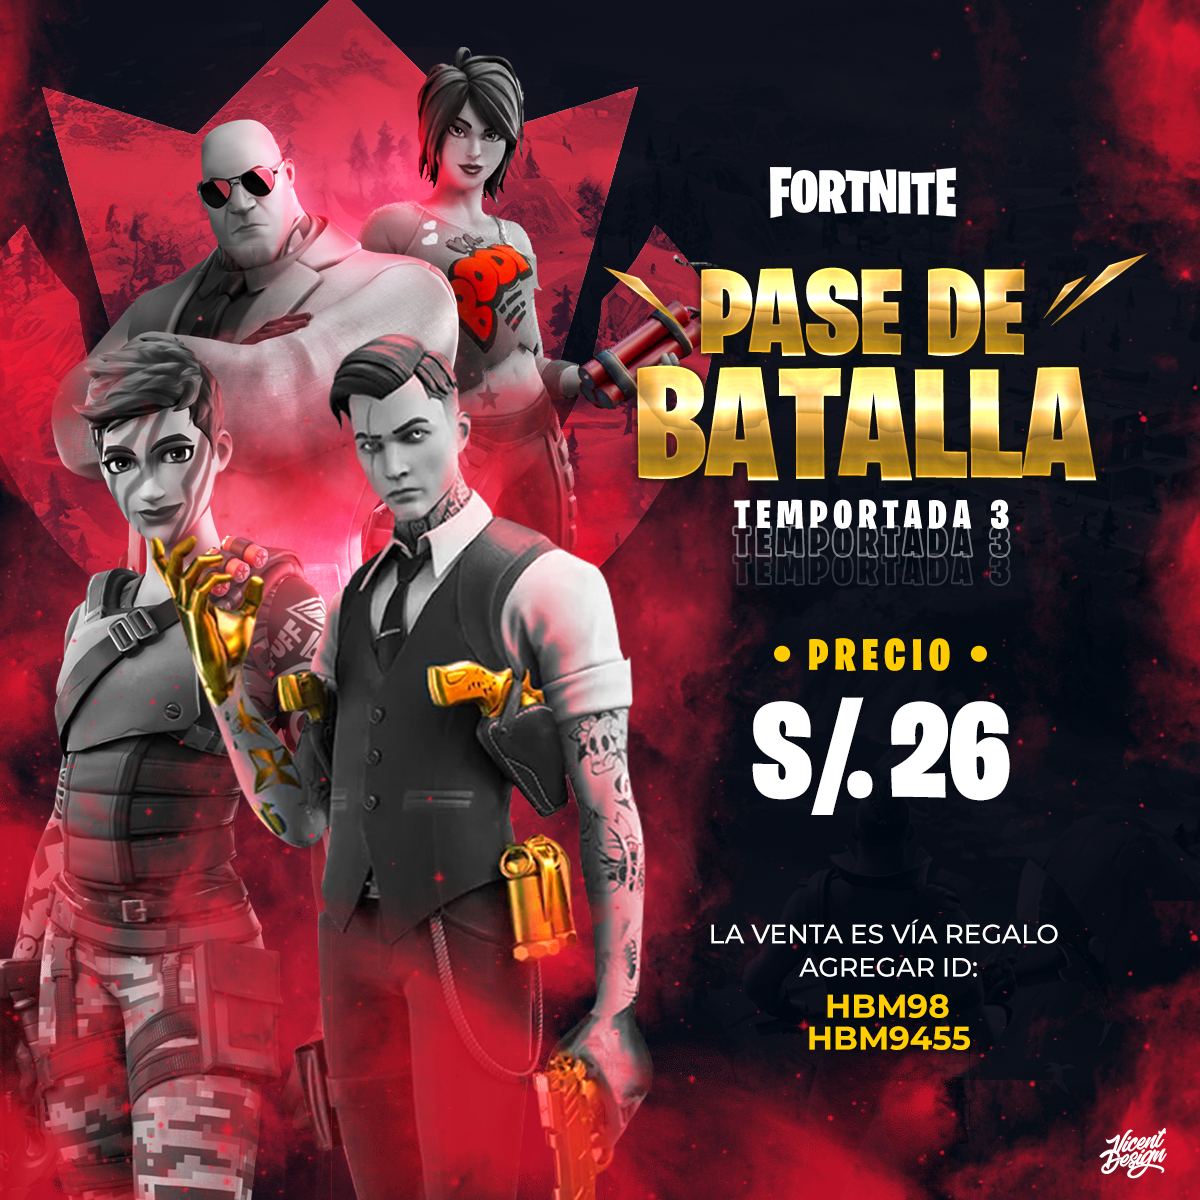 FORTNITE
PASE DE
BATALLA
TEMPORTADA 3
TEMPORTADA 3
TEMPORTADA 3
• PRECIO •
S/. 26
LA VENTA ES VÍA REGALO
AGREGAR ID:
HBM98
HBM9455
Vicent
Design